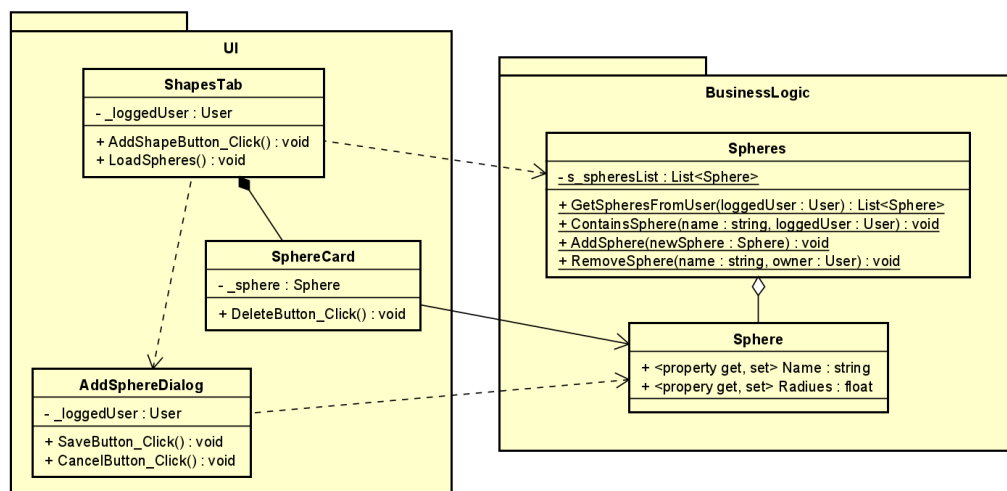 UI
ShapesTab
- _loggedUser : User
+ AddShapeButton_Click() : void
+ LoadSpheres() : void
SphereCard
- _sphere : Sphere
+ DeleteButton_Click() : void
AddSphereDialog
- _loggedUser : User
+ SaveButton_Click() : void
+ CancelButton_Click() : void
BusinessLogic
Spheres
- s_spheresList : List<Sphere>
+ GetSpheresFromUser(loggedUser : User) : List<Sphere>
+ ContainsSphere(name : string, loggedUser : User) : void
+ AddSphere(newSphere : Sphere) : void
+ RemoveSphere(name : string, owner : User) : void
Sphere
+ <property get, set> Name : string
+ <propery get, set> Radiues : float